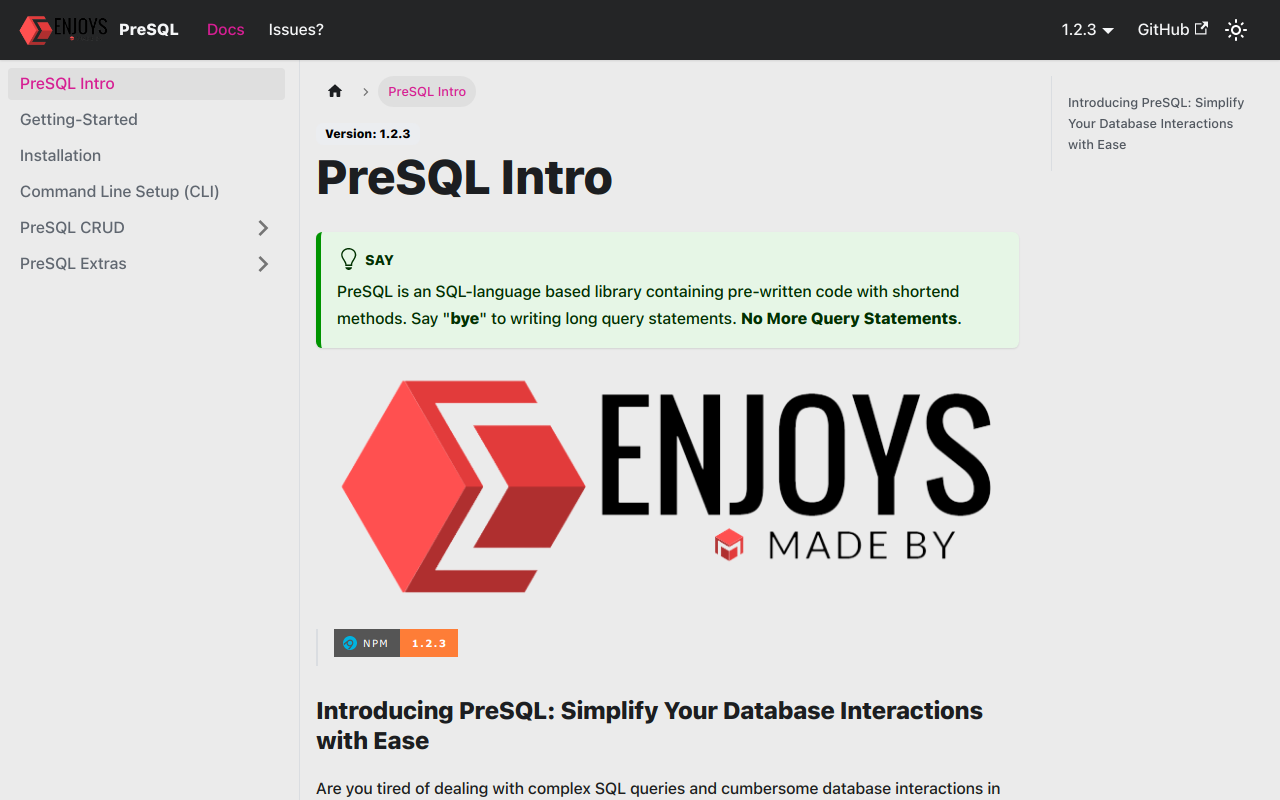 ENJOYS PreSQL Docs Issues? 1.2.3 GitHub
PreSQL Intro
Getting-Started
Installation
Command Line Setup (CLI)
PreSQL CRUD
PreSQL Extras
PreSQL Intro
Version: 1.2.3
PreSQL Intro
SAY
PreSQL is an SQL-language based library containing pre-written code with shortend
methods. Say "bye" to writing long query statements. No More Query Statements.
ENJOYS
MADE BY
NPM 1.2.3
Introducing PreSQL: Simplify Your Database Interactions
with Ease
Are you tired of dealing with complex SQL queries and cumbersome database interactions in
Introducing PreSQL: Simplify
Your Database Interactions
with Ease